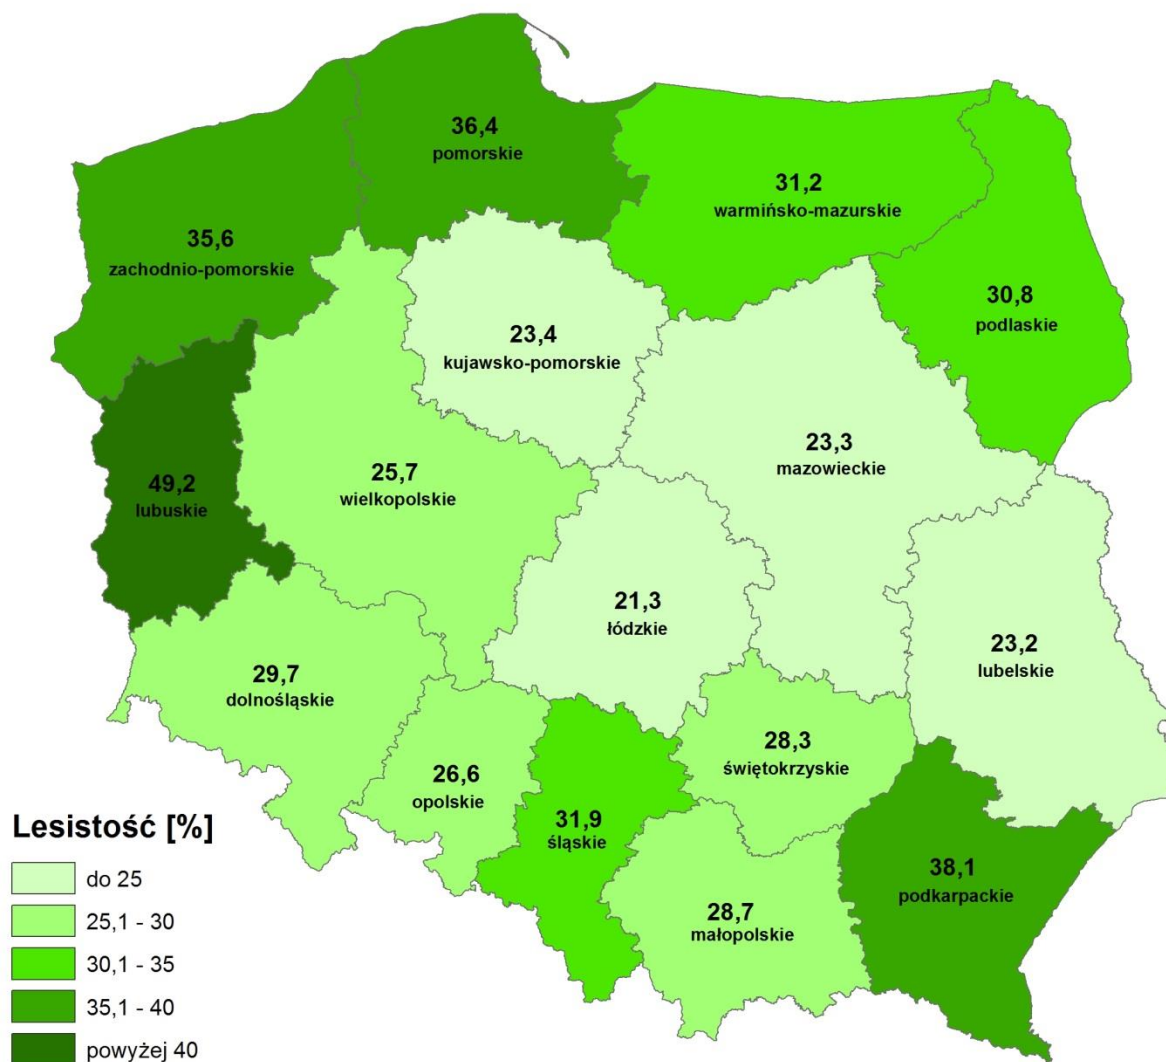 36,4
pomorskie
31,2
warmińsko-mazurskie
35,6
zachodnio-pomorskie
30,8
podlaskie
23,4
kujawsko-pomorskie
23,3
mazowieckie
25,7
wielkopolskie
49,2
lubuskie
21,3
łódzkie
23,2
lubelskie
29,7
dolnośląskie
28,3
świętokrzyskie
26,6
opolskie
31,9
śląskie
38,1
podkarpackie
28,7
małopolskie
Lesistość [%]
do 25
25,1 - 30
30,1 - 35
35,1 - 40
powyżej 40